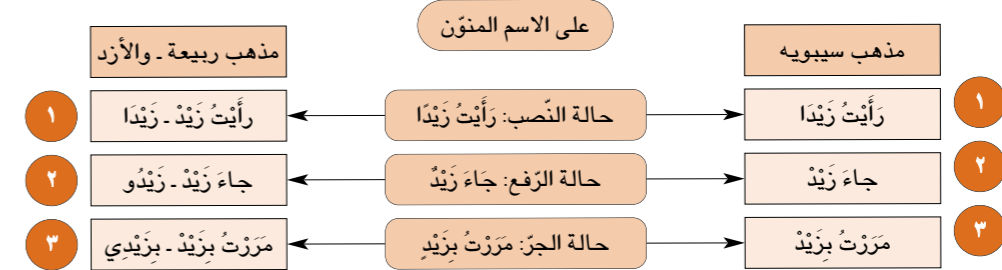 على الاسم المنوّن
مذهب سيبويه
مذهب ربيعة ـ والأزد
١
رَأَيْتُ زَيْدَا
حالة النّصب: رَأَيْتُ زَيْدًا
رأَيْتُ زَيْدْ ـ زَيْدَا
١
٢
جاءَ زَيْدْ
حالة الرّفع: جَاءَ زَيْدٌ
جاءَ زَيْدْ ـ زَيْدُو
٢
٣
مَرَرْتُ بِزَيْدْ
حالة الجرّ: مَرَرْتُ بِزَيْدٍ
مَرَرْتُ بِزَيْدْ ـ بِزَيْدِي
٣